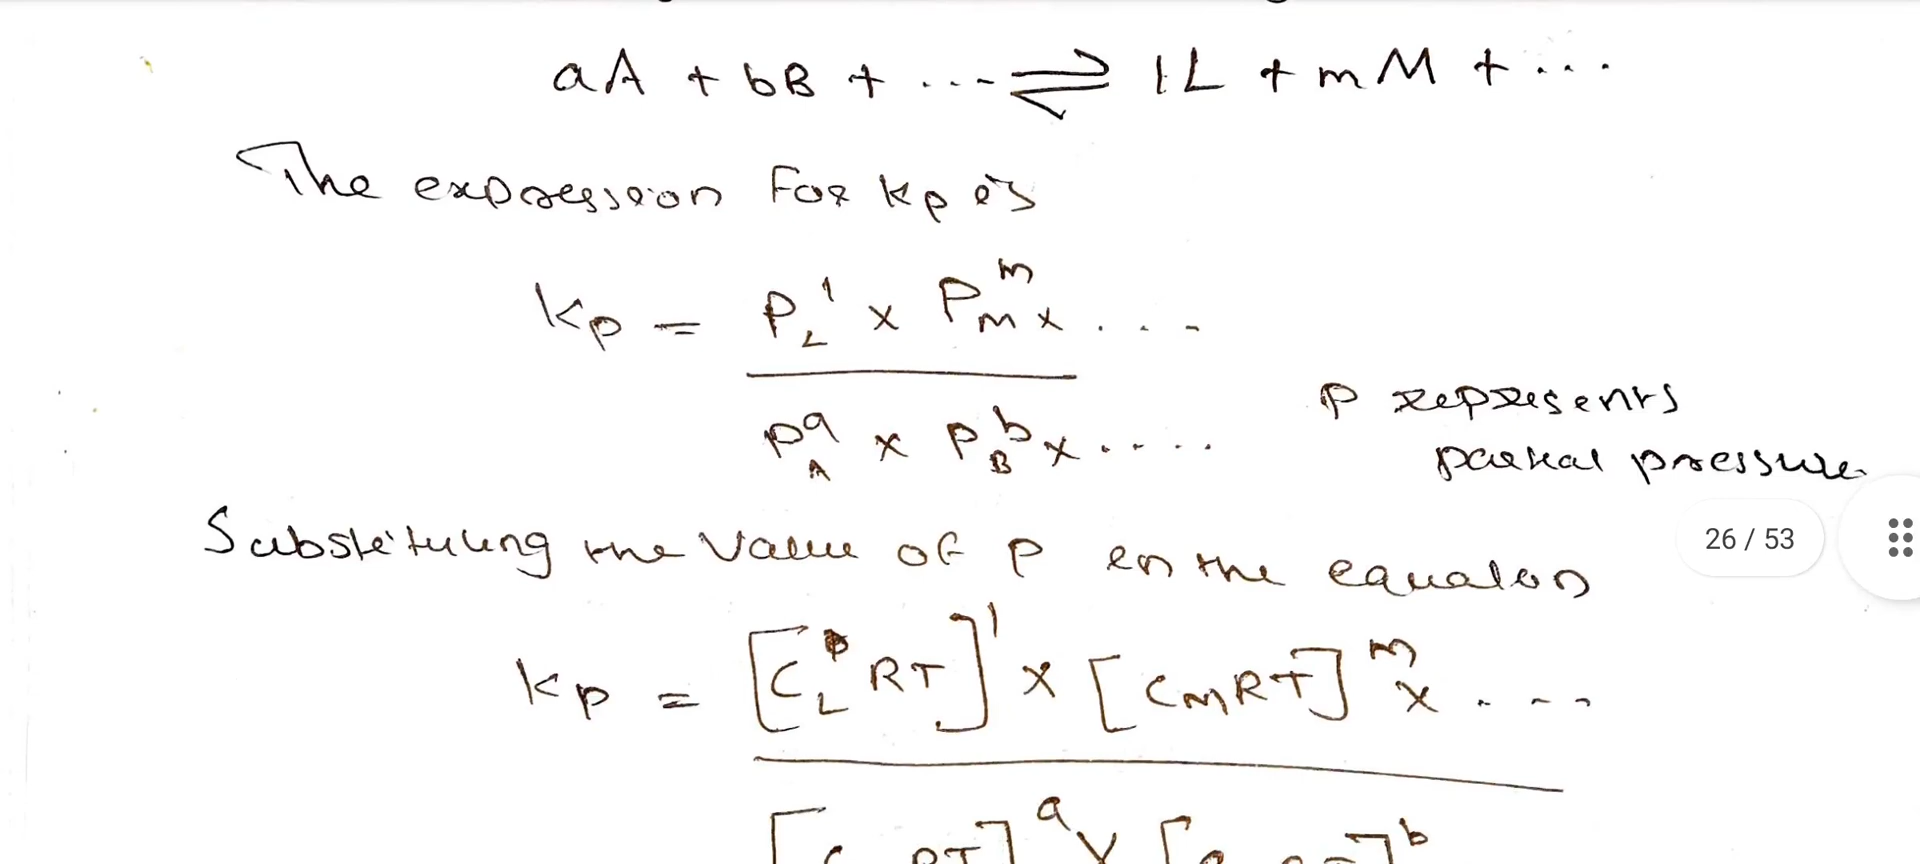 aA + bB + ... ⇌ lL + mM + ...
The expression For Kp is
Kp = P_L^l × P_M^m × ....
P_A^a × P_B^b × .....
P represents
partial pressure
26 / 53
Substituting the value of P in the equation
Kp = [C_L RT]^l × [C_M RT]^m × ....
RT]^a × [ ]^b